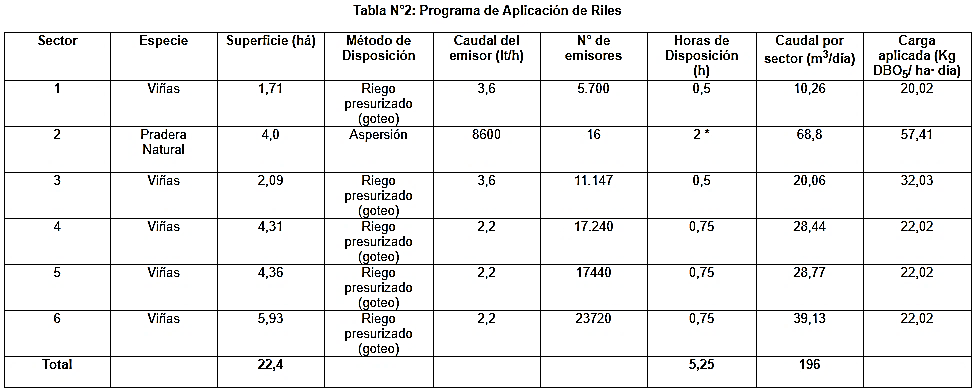 Tabla N°2: Programa de Aplicación de Riles
Sector Especie Superficie (há) Método de Disposición Caudal del emisor (lt/h) N° de emisores Horas de Disposición (h) Caudal por sector (m³/día) Carga aplicada (Kg DBO₅/ ha- día)
1 Viñas 1,71 Riego presurizado (goteo) 3,6 5.700 0,5 10,26 20,02
2 Pradera Natural 4,0 Aspersión 8600 16 2 * 68,8 57,41
3 Viñas 2,09 Riego presurizado (goteo) 3,6 11.147 0,5 20,06 32,03
4 Viñas 4,31 Riego presurizado (goteo) 2,2 17.240 0,75 28,44 22,02
5 Viñas 4,36 Riego presurizado (goteo) 2,2 17440 0,75 28,77 22,02
6 Viñas 5,93 Riego presurizado (goteo) 2,2 23720 0,75 39,13 22,02
Total 22,4 5,25 196